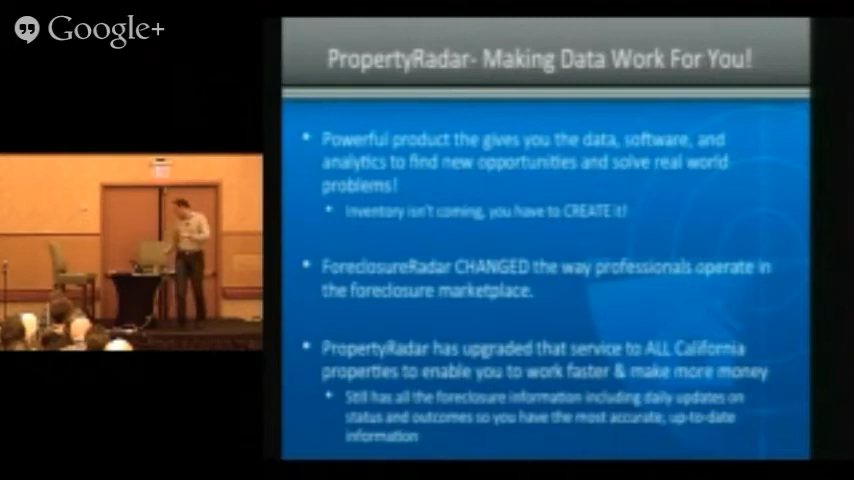 Google+
PropertyRadar- Making Data Work For You!
• Powerful product the gives you the data, software, and
analytics to find new opportunities and solve real world
problems!
• Inventory isn't coming, you have to CREATE it!
• ForeclosureRadar CHANGED the way professionals operate in
the foreclosure marketplace.
• PropertyRadar has upgraded that service to ALL California
properties to enable you to work faster & make more money
• Still has all the foreclosure information including daily updates on
status and outcomes so you have the most accurate, up-to-date
information